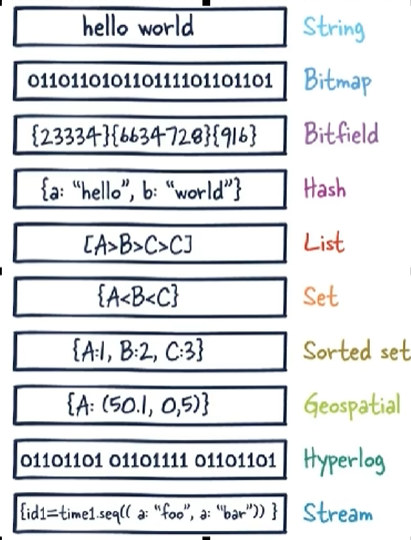 hello world String
011011010110111101101101 Bitmap
{23334}{6634728}{916} Bitfield
{a: "hello", b: "world"} Hash
[A>B>C>C] List
{A<B<C} Set
{A:1, B:2, C:3} Sorted set
{A: (50.1, 0,5)} Geospatial
01101101 01101111 01101101 Hyperlog
{id1=time1.seq(( a: "foo", a: "bar")) } Stream